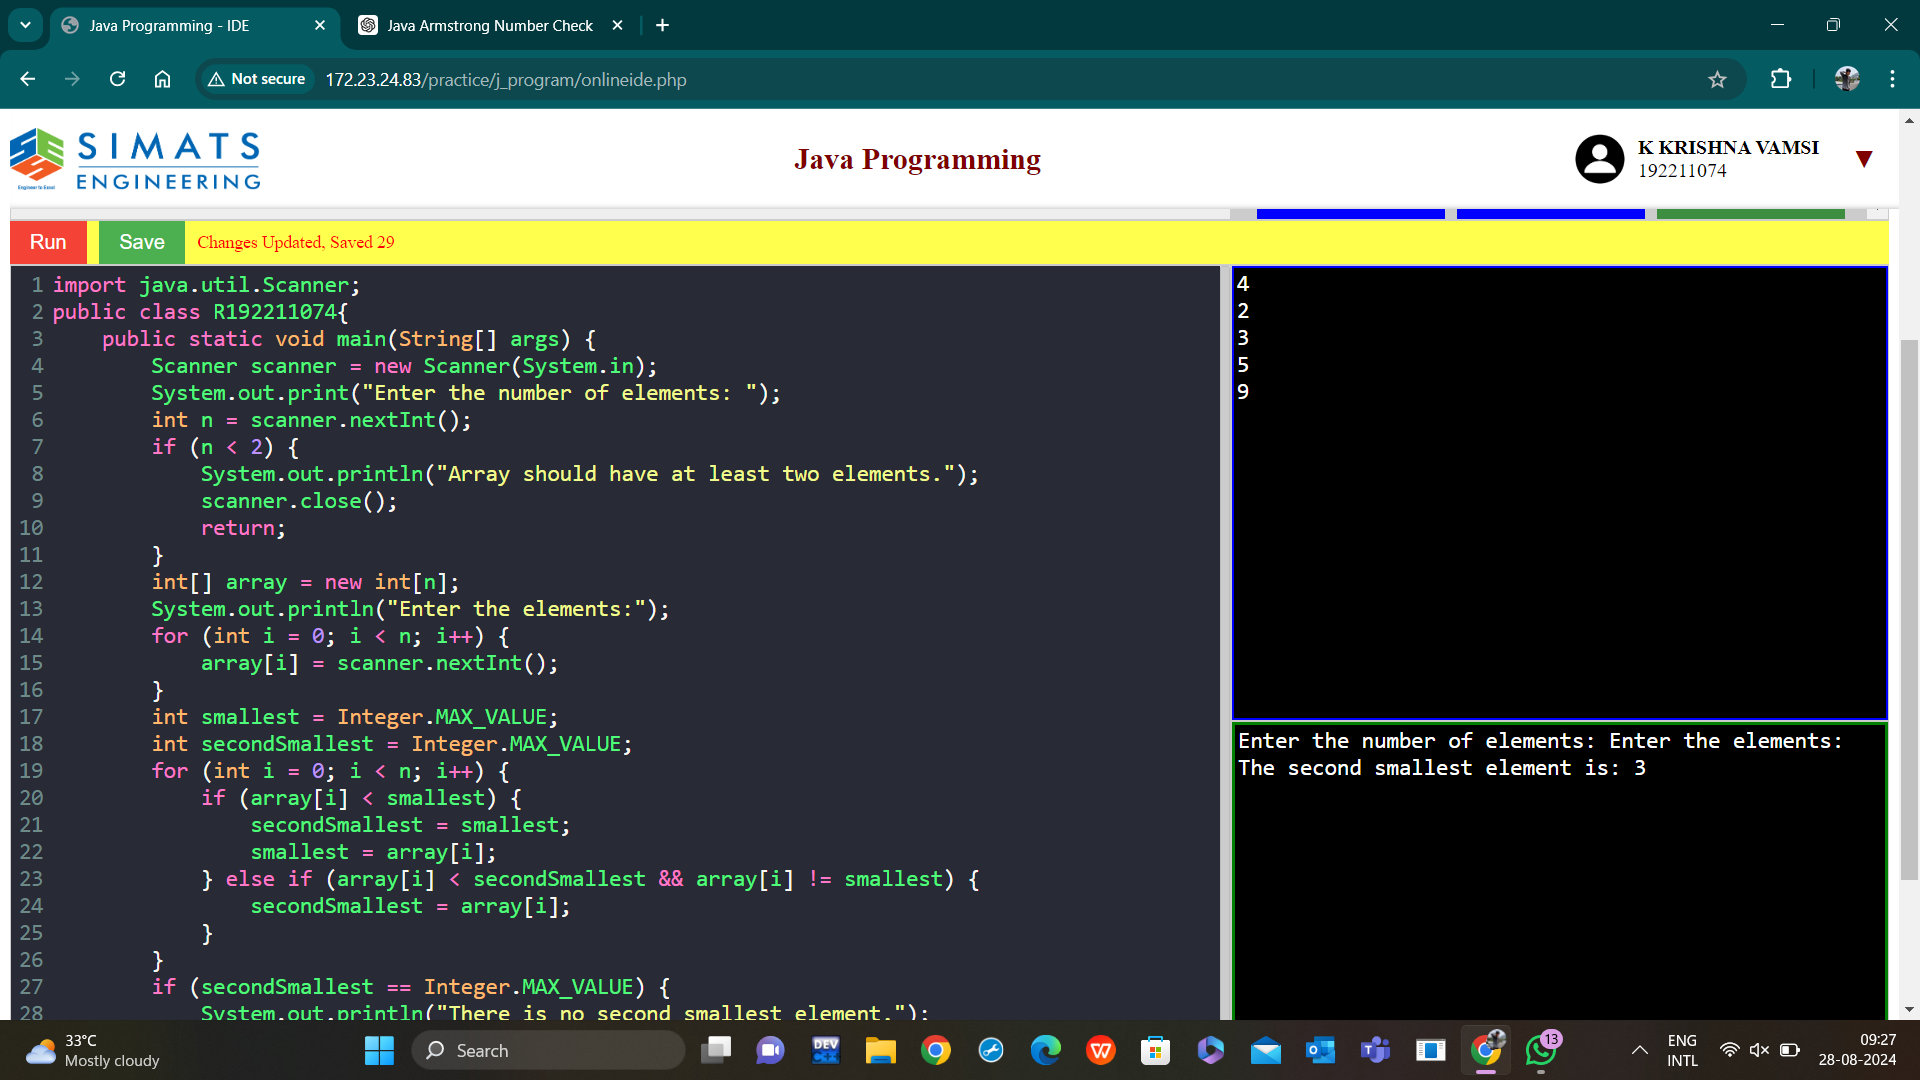 Java Programming - IDE
Java Armstrong Number Check
Not secure
172.23.24.83/practice/j_program/onlineide.php
SIMATS
ENGINEERING
Engineer to Excel
Java Programming
K KRISHNA VAMSI
192211074
Run
Save
Changes Updated, Saved 29
1 import java.util.Scanner;
2 public class R192211074{
3     public static void main(String[] args) {
4         Scanner scanner = new Scanner(System.in);
5         System.out.print("Enter the number of elements: ");
6         int n = scanner.nextInt();
7         if (n < 2) {
8             System.out.println("Array should have at least two elements.");
9             scanner.close();
10             return;
11         }
12         int[] array = new int[n];
13         System.out.println("Enter the elements:");
14         for (int i = 0; i < n; i++) {
15             array[i] = scanner.nextInt();
16         }
17         int smallest = Integer.MAX_VALUE;
18         int secondSmallest = Integer.MAX_VALUE;
19         for (int i = 0; i < n; i++) {
20             if (array[i] < smallest) {
21                 secondSmallest = smallest;
22                 smallest = array[i];
23             } else if (array[i] < secondSmallest && array[i] != smallest) {
24                 secondSmallest = array[i];
25             }
26         }
27         if (secondSmallest == Integer.MAX_VALUE) {
28             System.out.println("There is no second smallest element.");
4
2
3
5
9
Enter the number of elements: Enter the elements:
The second smallest element is: 3
33°C
Mostly cloudy
Search
DEV
C++
13
ENG
INTL
09:27
28-08-2024